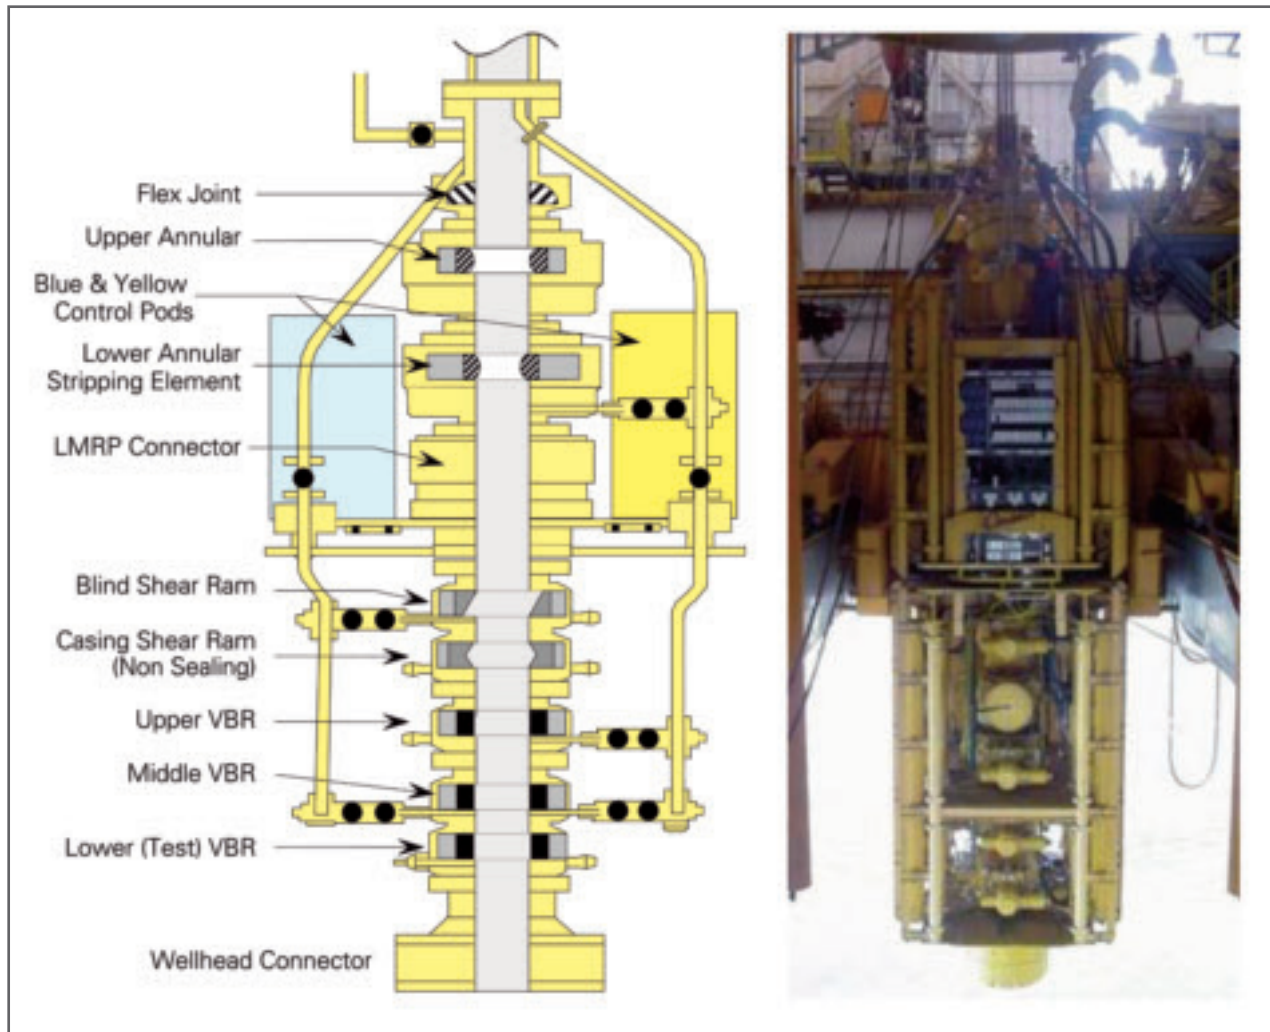 Flex Joint
Upper Annular
Blue & Yellow
Control Pods
Lower Annular
Stripping Element
LMRP Connector
Blind Shear Ram
Casing Shear Ram
(Non Sealing)
Upper VBR
Middle VBR
Lower (Test) VBR
Wellhead Connector